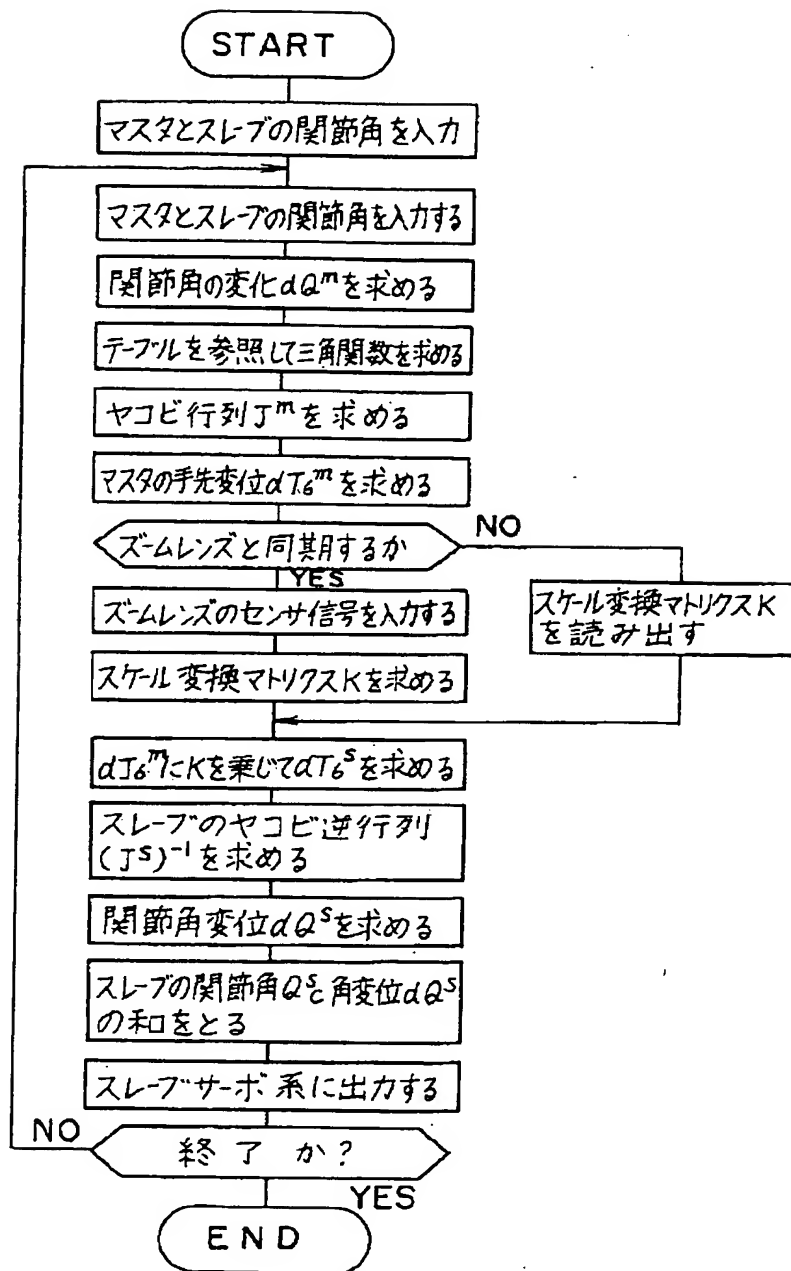 START
マスタとスレーブの関節角を入力
マスタとスレーブの関節角を入力する
関節角の変化dQᵐを求める
テーブルを参照して三角関数を求める
ヤコビ行列Jᵐを求める
マスタの手先変位dT₆ᵐを求める
ズームレンズと同期するか
NO
YES
ズームレンズのセンサ信号を入力する
スケール変換マトリクスK
を読み出す
スケール変換マトリクスKを求める
dJ₆ᵐにKを乗じてdT₆ˢを求める
スレーブのヤコビ逆行列
(Jˢ)⁻¹を求める
関節角変位dQˢを求める
スレーブの関節角Qˢc角変位dQˢ
の和をとる
スレーブサーボ系に出力する
NO
終了か?
YES
END